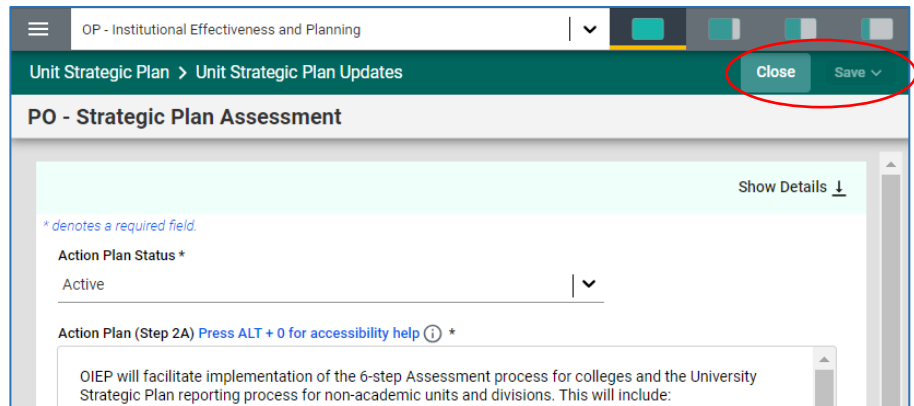 OP - Institutional Effectiveness and Planning
Unit Strategic Plan > Unit Strategic Plan Updates
Close
Save
PO - Strategic Plan Assessment
Show Details
* denotes a required field.
Action Plan Status *
Active
Action Plan (Step 2A) Press ALT + 0 for accessibility help *
OIEP will facilitate implementation of the 6-step Assessment process for colleges and the University
Strategic Plan reporting process for non-academic units and divisions. This will include: